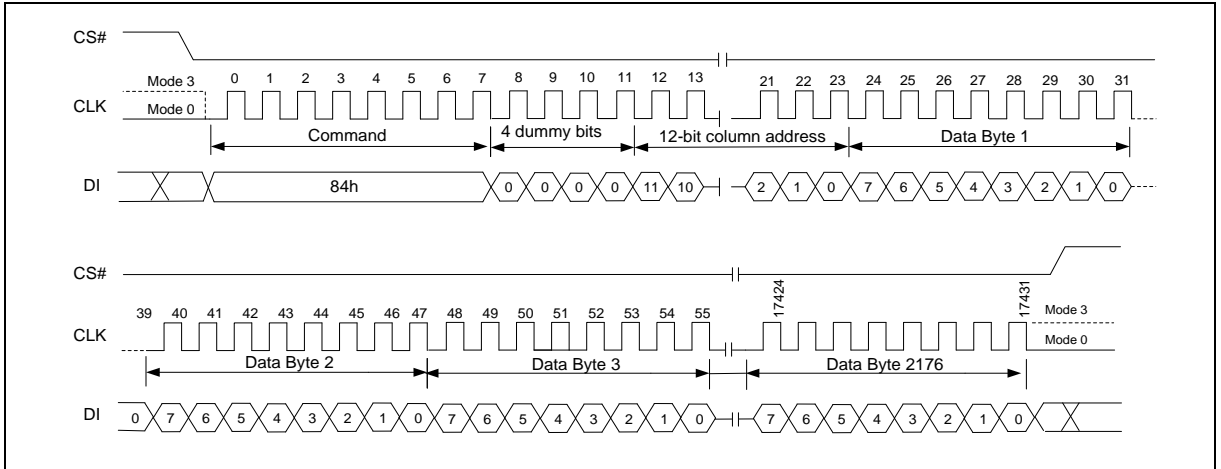 CS#
Mode 3
0 1 2 3 4 5 6 7 8 9 10 11 12 13 21 22 23 24 25 26 27 28 29 30 31
CLK
Mode 0
Command
4 dummy bits
12-bit column address
Data Byte 1
DI
84h
0 0 0 0 11 10 2 1 0 7 6 5 4 3 2 1 0
CS#
39 40 41 42 43 44 45 46 47 48 49 50 51 52 53 54 55 17424 17431
Mode 3
CLK
Mode 0
Data Byte 2
Data Byte 3
Data Byte 2176
DI
0 7 6 5 4 3 2 1 0 7 6 5 4 3 2 1 0 7 6 5 4 3 2 1 0